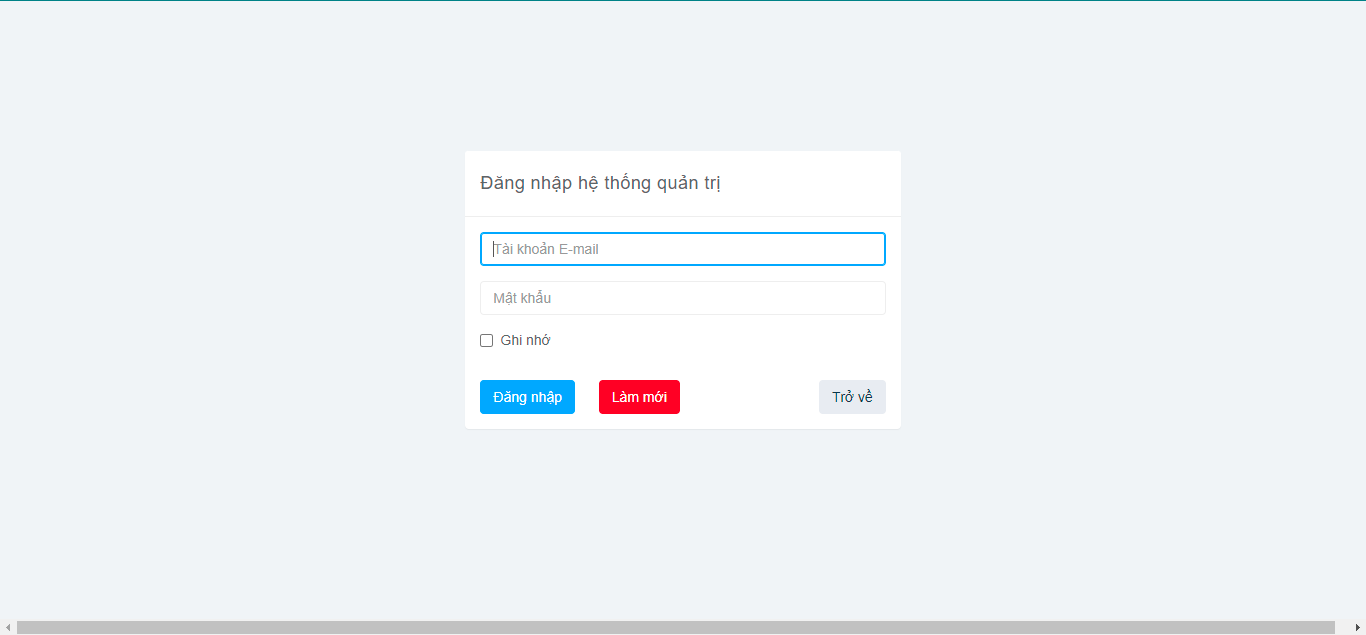 Đăng nhập hệ thống quản trị
Tài khoản E-mail
Mật khẩu
Ghi nhớ
Đăng nhập Làm mới Trở về